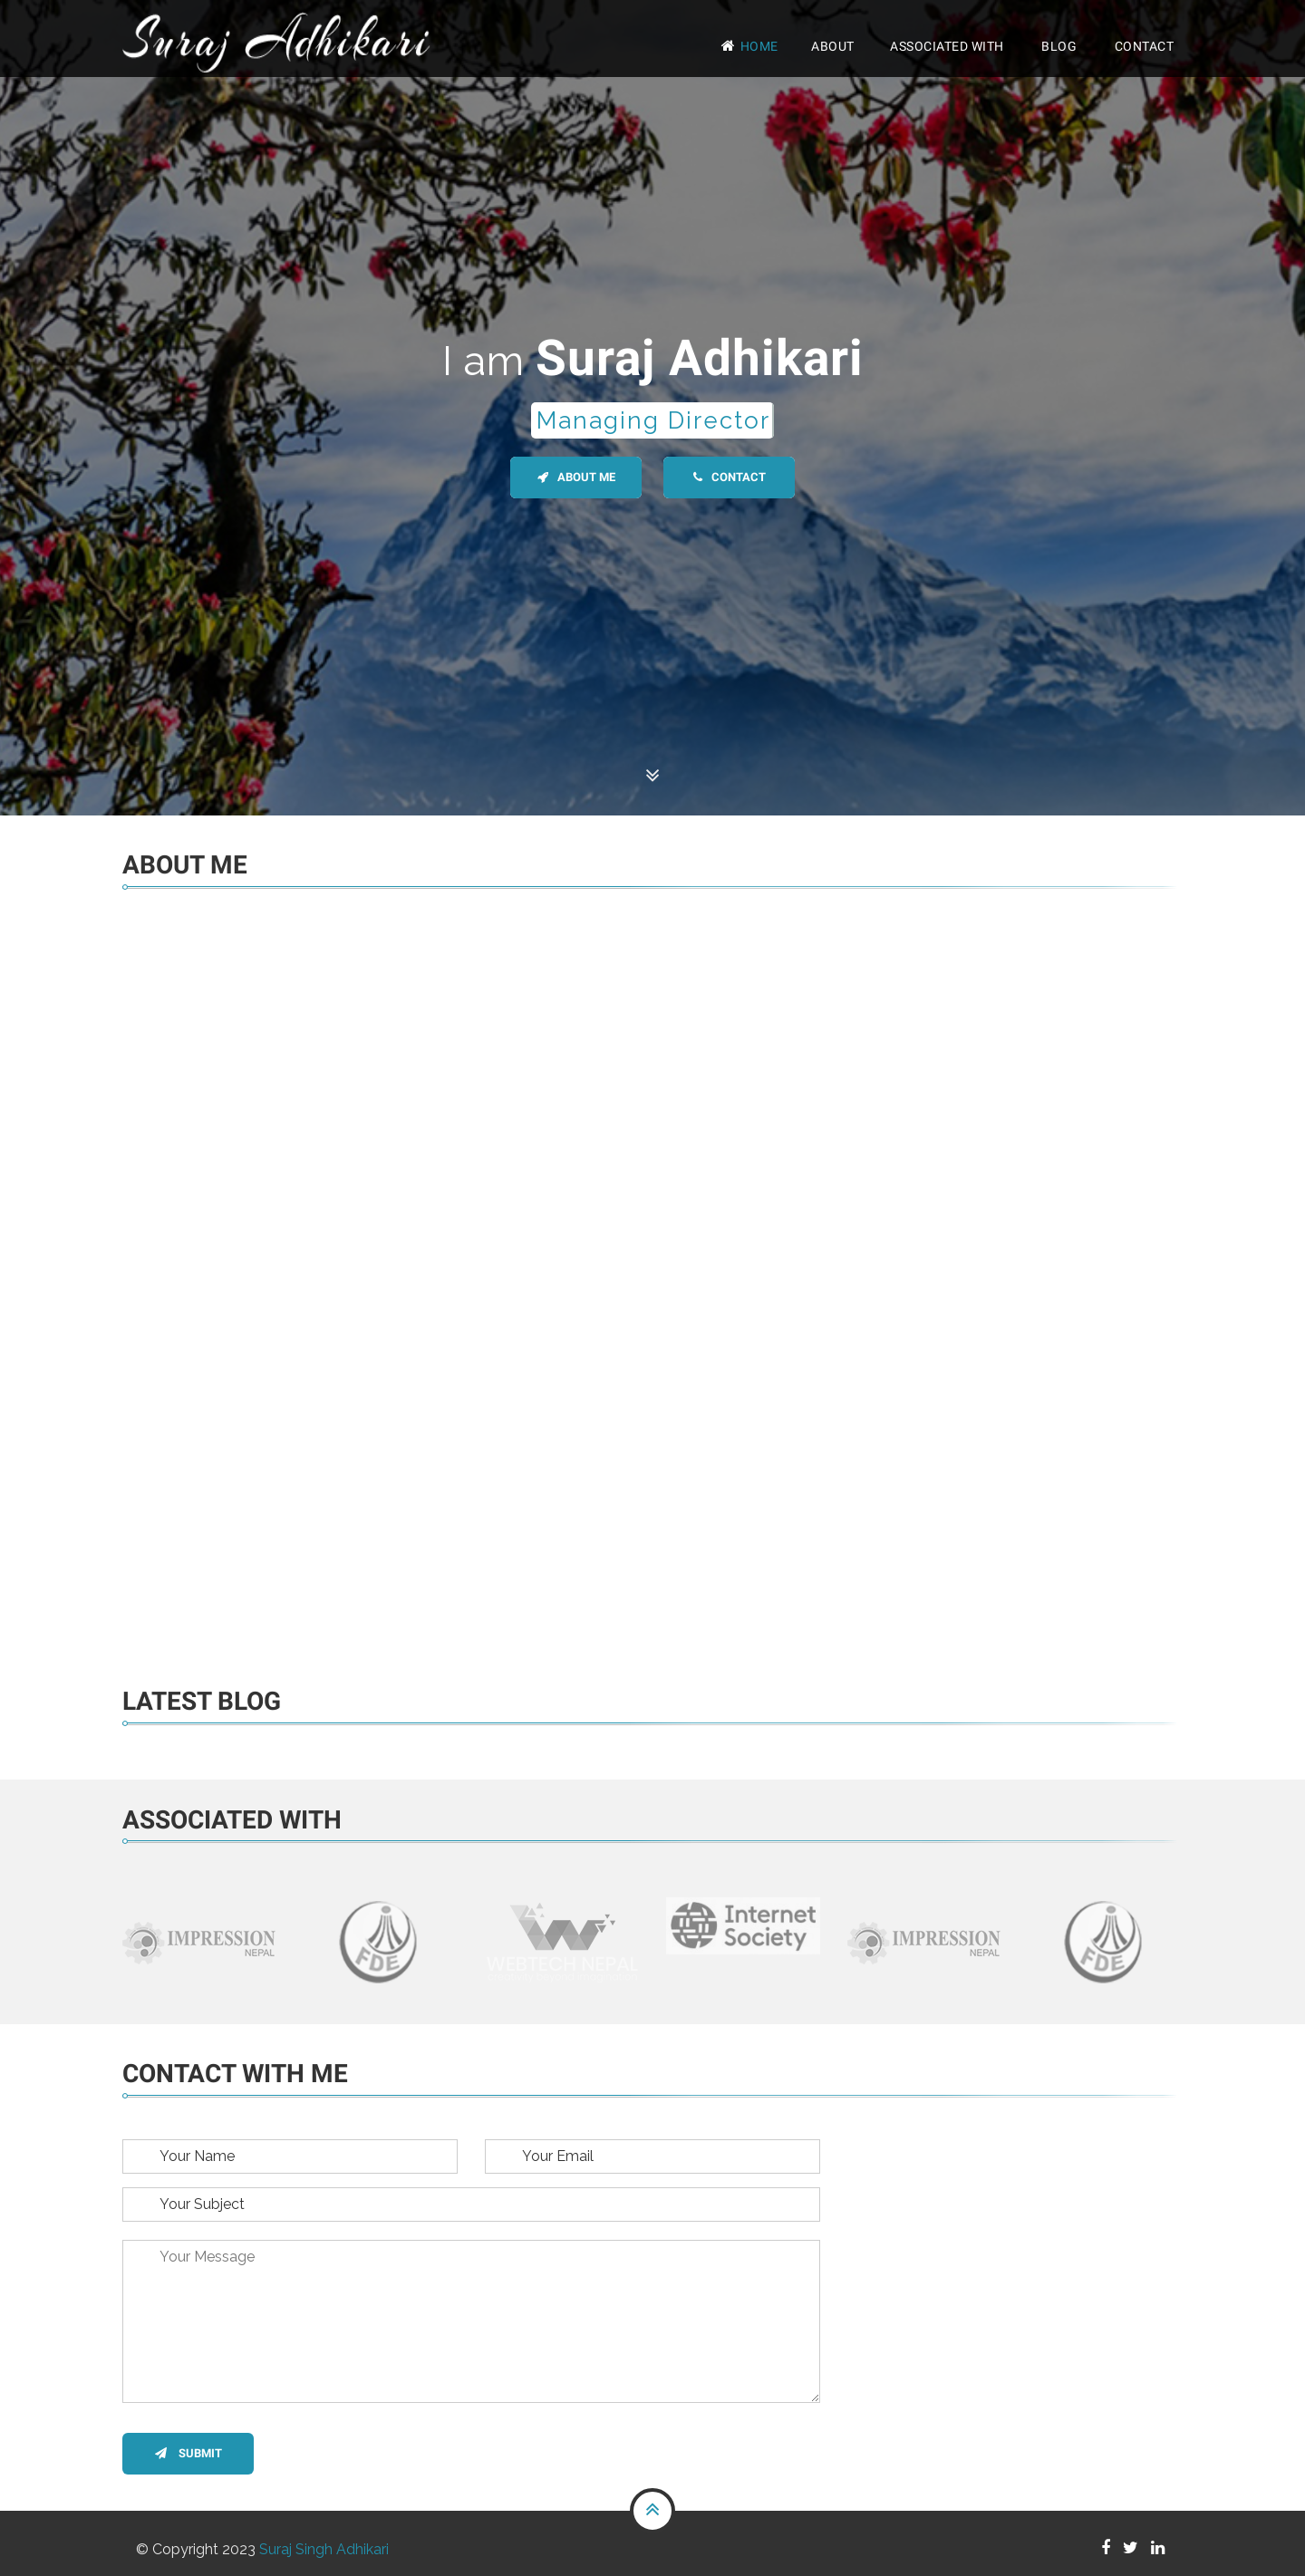 Suraj Adhikari
HOME ABOUT ASSOCIATED WITH BLOG CONTACT
I am Suraj Adhikari
Managing Director
ABOUT ME CONTACT
ABOUT ME
LATEST BLOG
ASSOCIATED WITH
IMPRESSION
NEPAL
FDE
WEBTECH NEPAL
Internet
Society
IMPRESSION
NEPAL
FDE
CONTACT WITH ME
Your Name Your Email
Your Subject
Your Message
SUBMIT
© Copyright 2023 Suraj Singh Adhikari